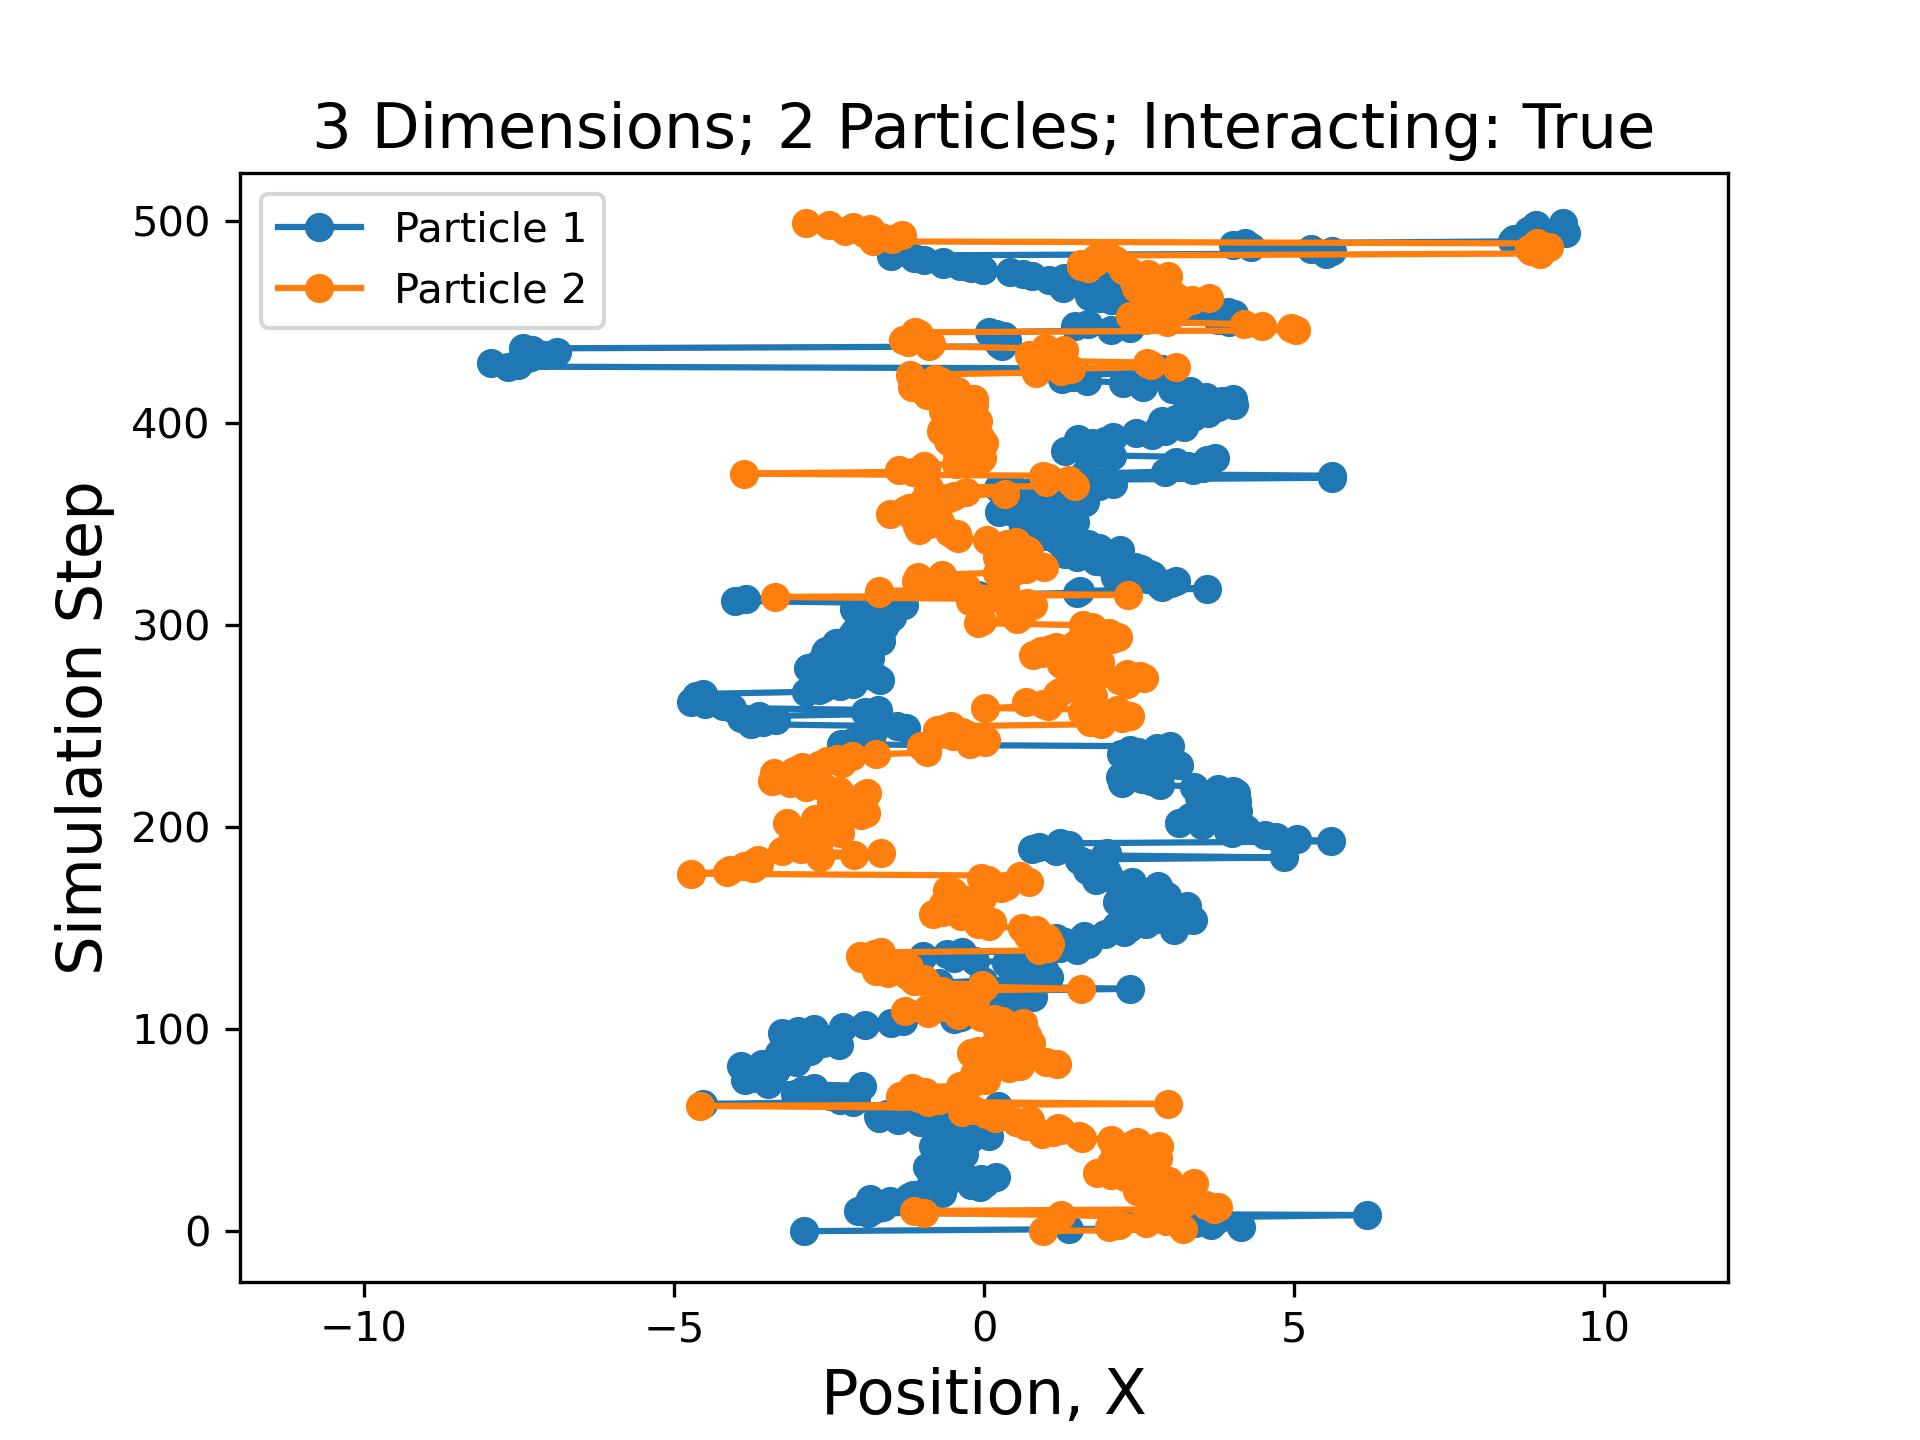 3 Dimensions; 2 Particles; Interacting: True
Particle 1
Particle 2
500
400
300
200
100
0
Simulation Step
−10
−5
0
5
10
Position, X